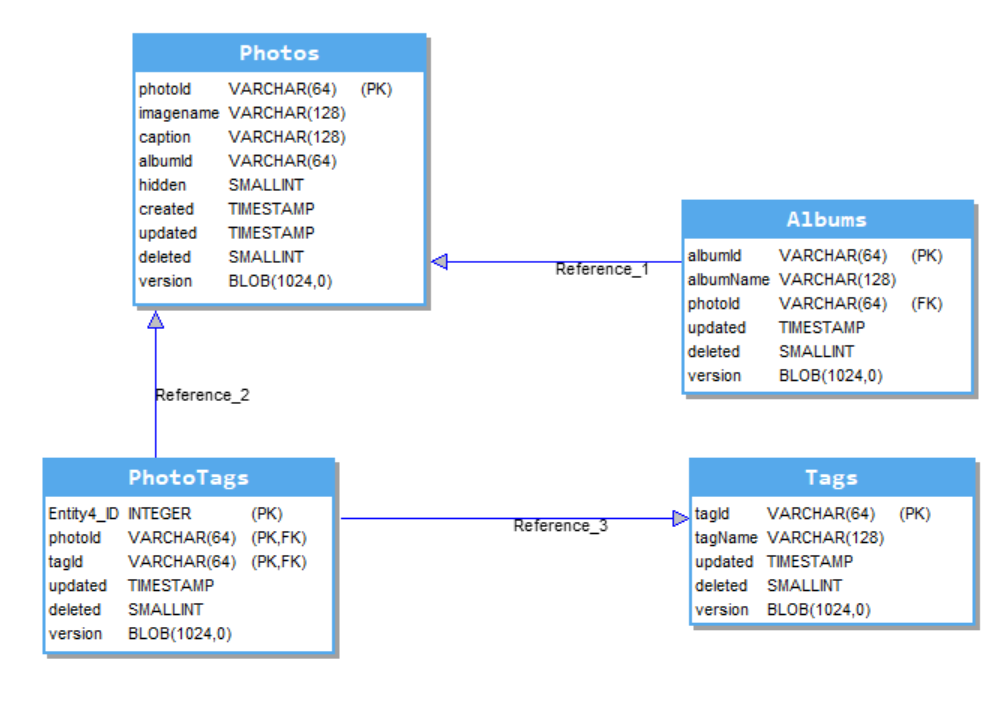 Photos
photoId VARCHAR(64) (PK)
imagename VARCHAR(128)
caption VARCHAR(128)
albumId VARCHAR(64)
hidden SMALLINT
created TIMESTAMP
updated TIMESTAMP
deleted SMALLINT
version BLOB(1024,0)
Albums
albumId VARCHAR(64) (PK)
albumName VARCHAR(128)
photoId VARCHAR(64) (FK)
updated TIMESTAMP
deleted SMALLINT
version BLOB(1024,0)
Reference_1
Reference_2
PhotoTags
Entity4_ID INTEGER (PK)
photoId VARCHAR(64) (PK,FK)
tagId VARCHAR(64) (PK,FK)
updated TIMESTAMP
deleted SMALLINT
version BLOB(1024,0)
Reference_3
Tags
tagId VARCHAR(64) (PK)
tagName VARCHAR(128)
updated TIMESTAMP
deleted SMALLINT
version BLOB(1024,0)